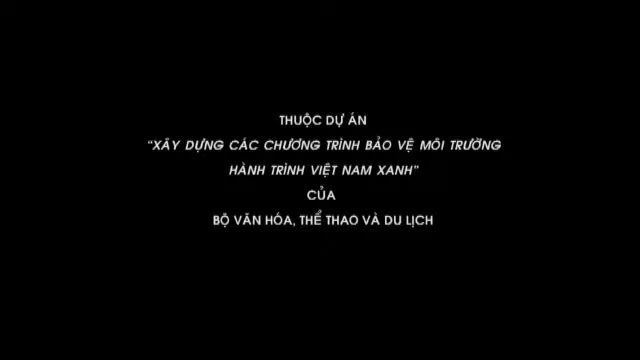 THUỘC DỰ ÁN
“XÂY DỰNG CÁC CHƯƠNG TRÌNH BẢO VỆ MÔI TRƯỜNG
HÀNH TRÌNH VIỆT NAM XANH”
CỦA
BỘ VĂN HÓA, THỂ THAO VÀ DU LỊCH